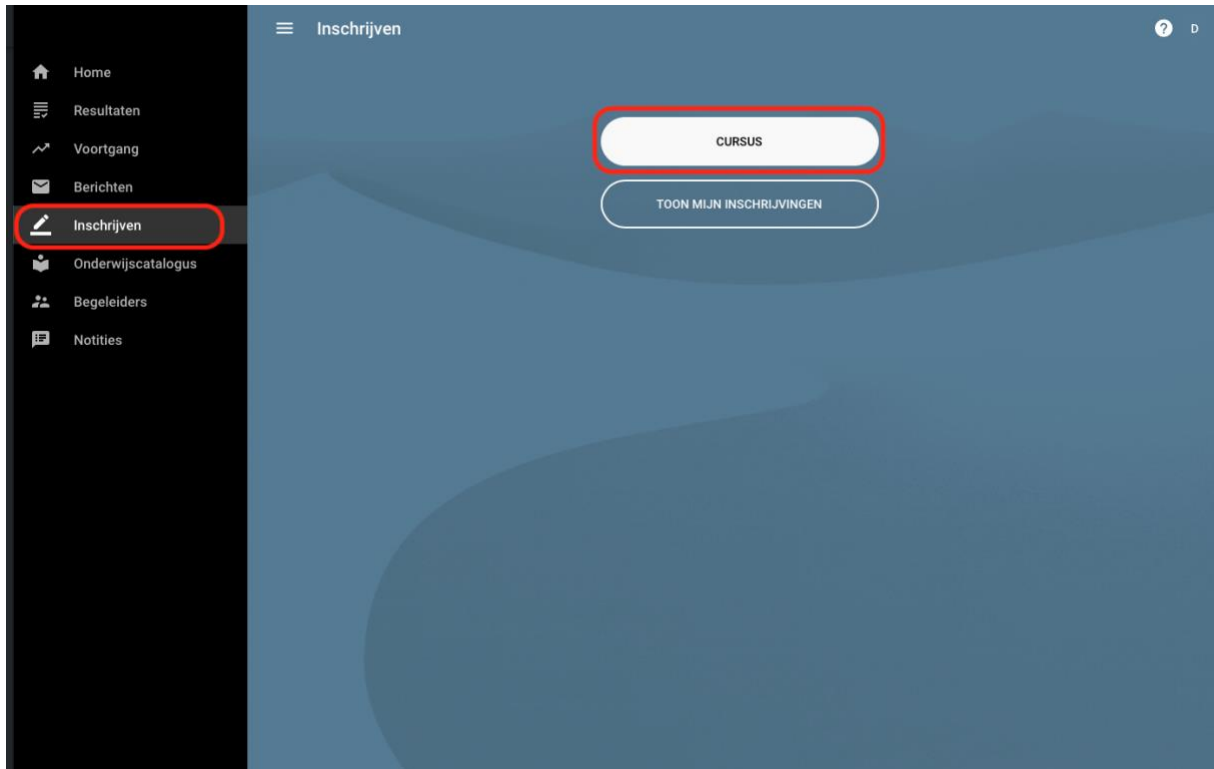 Inschrijven
? D
Home
Resultaten
Voortgang
Berichten
Inschrijven
Onderwijscatalogus
Begeleiders
Notities
CURSUS
TOON MIJN INSCHRIJVINGEN